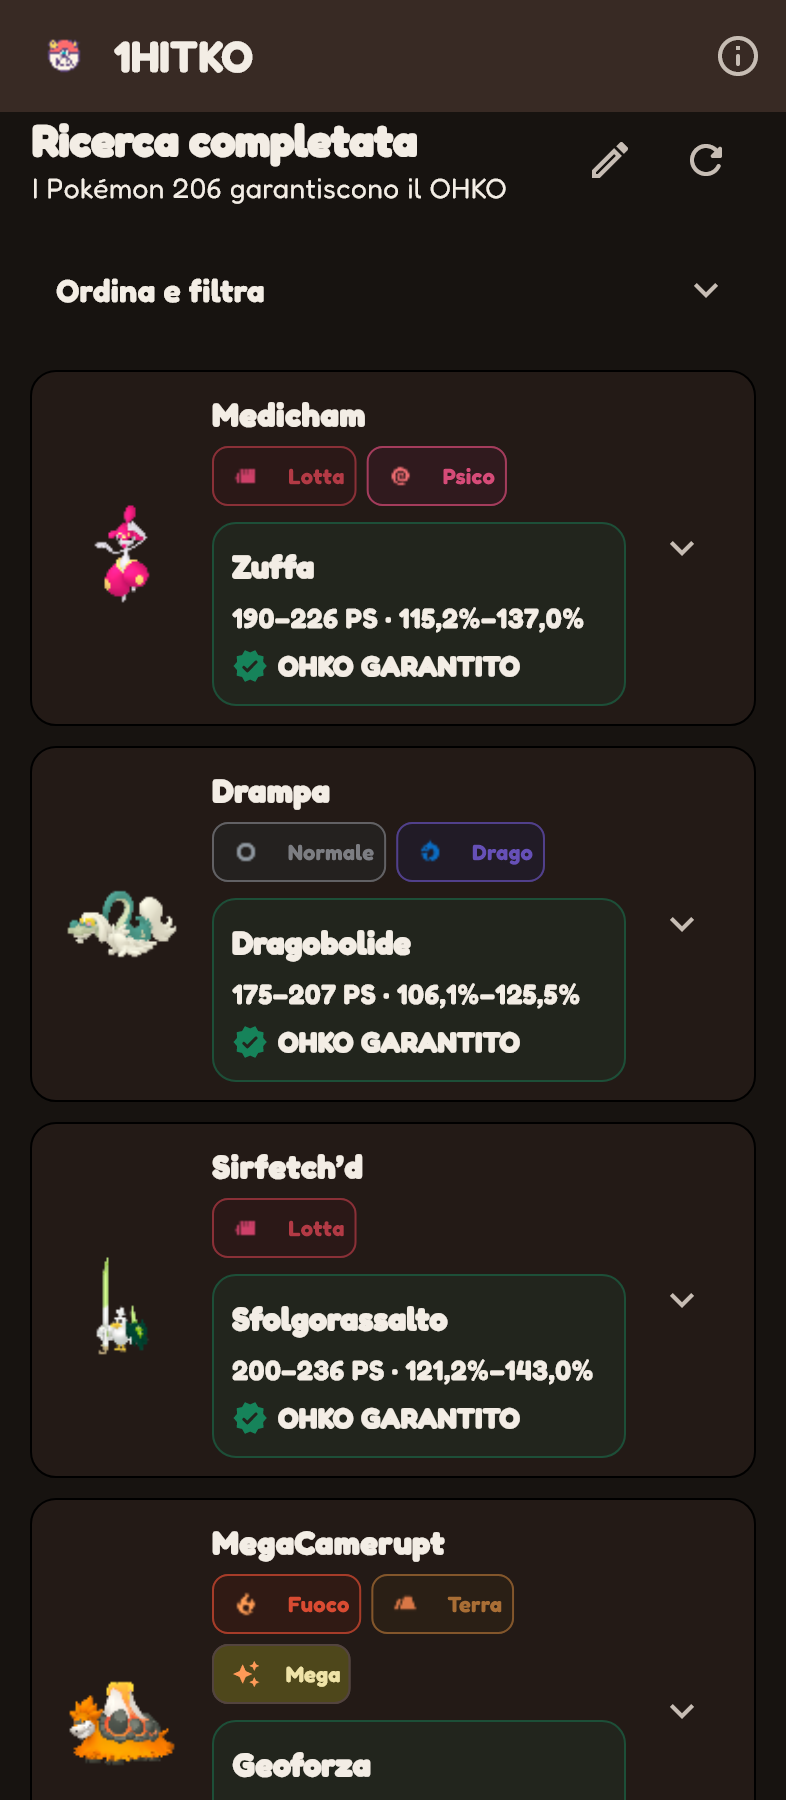 1HITKO
Ricerca completata
I Pokémon 206 garantiscono il OHKO
Ordina e filtra
Medicham
Lotta
Psico
Zuffa
190–226 PS · 115,2%–137,0%
OHKO GARANTITO
Drampa
Normale
Drago
Dragobolide
175–207 PS · 106,1%–125,5%
OHKO GARANTITO
Sirfetch’d
Lotta
Sfolgorassalto
200–236 PS · 121,2%–143,0%
OHKO GARANTITO
MegaCamerupt
Fuoco
Terra
Mega
Geoforza